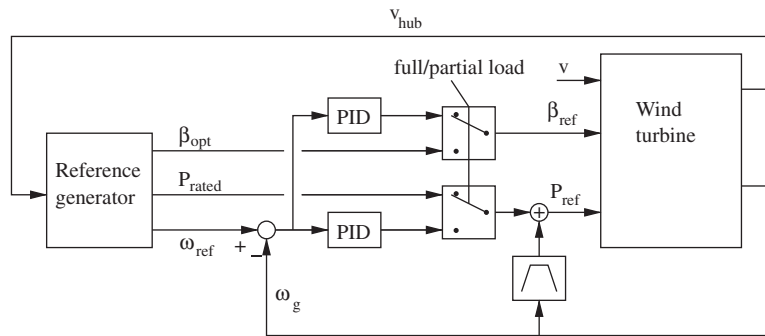 v_hub
full/partial load
v
PID
β_ref
Wind
turbine
β_opt
Reference
generator
P_rated
P_ref
ω_ref
+
−
PID
+
ω_g